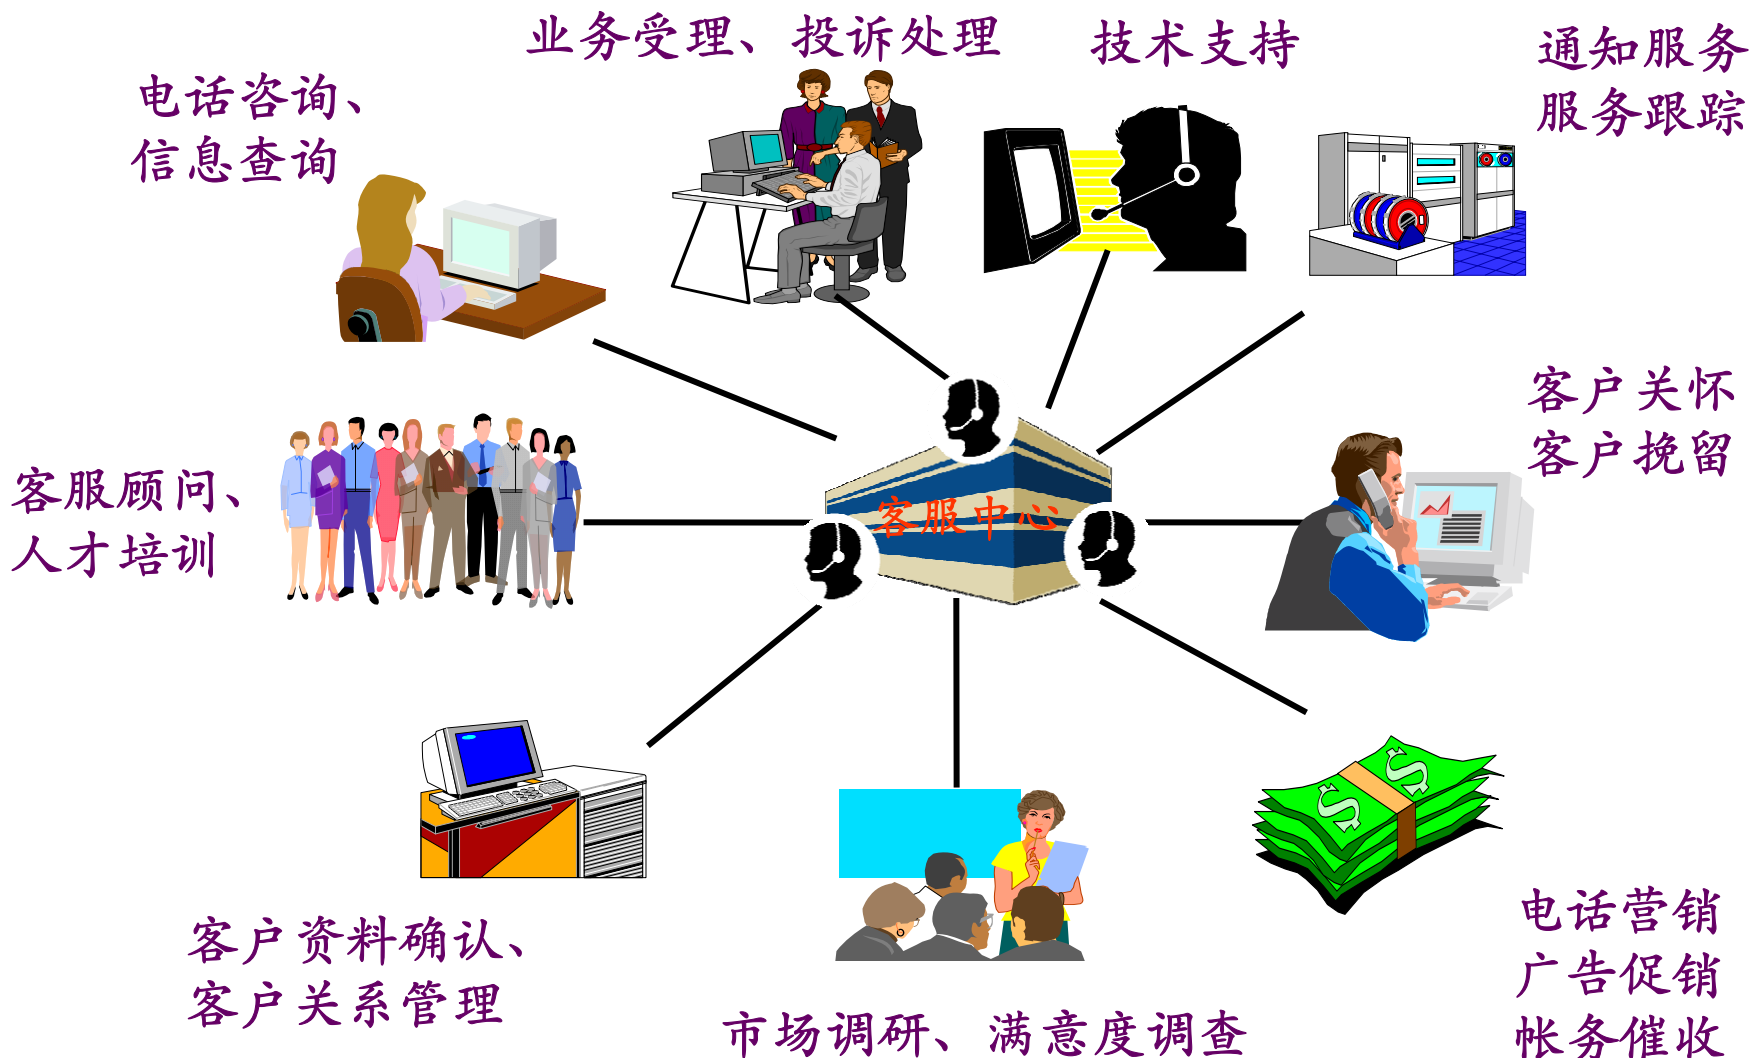 业务受理、投诉处理
技术支持
通知服务
服务跟踪
电话咨询、
信息查询
客户关怀
客户挽留
客服顾问、
人才培训
客服中心
客户资料确认、
客户关系管理
市场调研、满意度调查
电话营销
广告促销
帐务催收